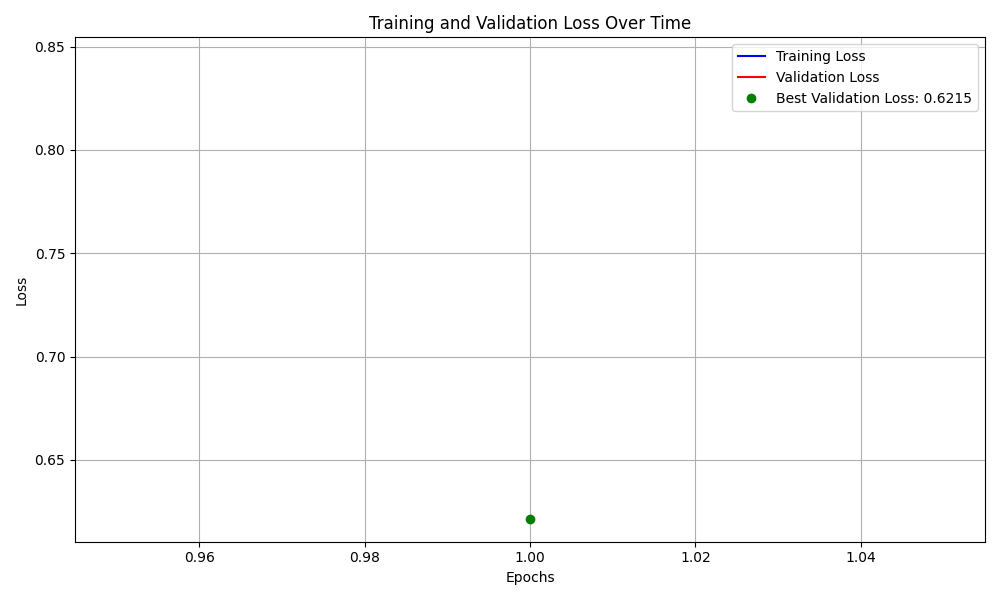 Training and Validation Loss Over Time
Training Loss
Validation Loss
Best Validation Loss: 0.6215
Loss
0.85
0.80
0.75
0.70
0.65
0.96
0.98
1.00
1.02
1.04
Epochs